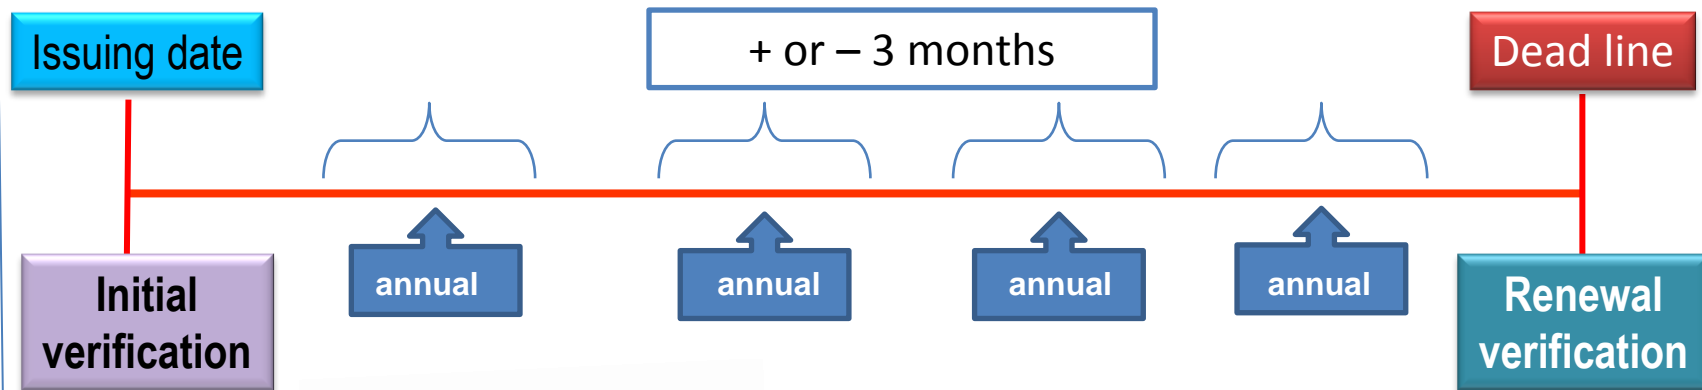 Issuing date
+ or – 3 months
Dead line
annual
annual
annual
annual
Initial
verification
Renewal
verification